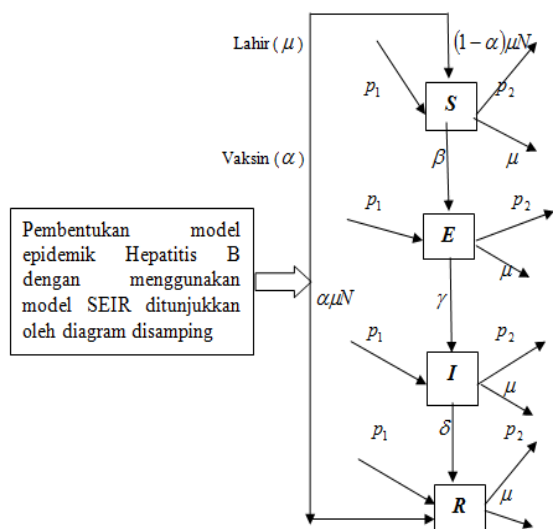 Lahir (μ)
(1-α)μN
p₁
S
p₂
Vaksin (α)
β
μ
p₁
E
p₂
μ
Pembentukan model
epidemik Hepatitis B
dengan menggunakan
model SEIR ditunjukkan
oleh diagram disamping
αμN
γ
p₁
I
p₂
μ
δ
p₁
R
p₂
μ